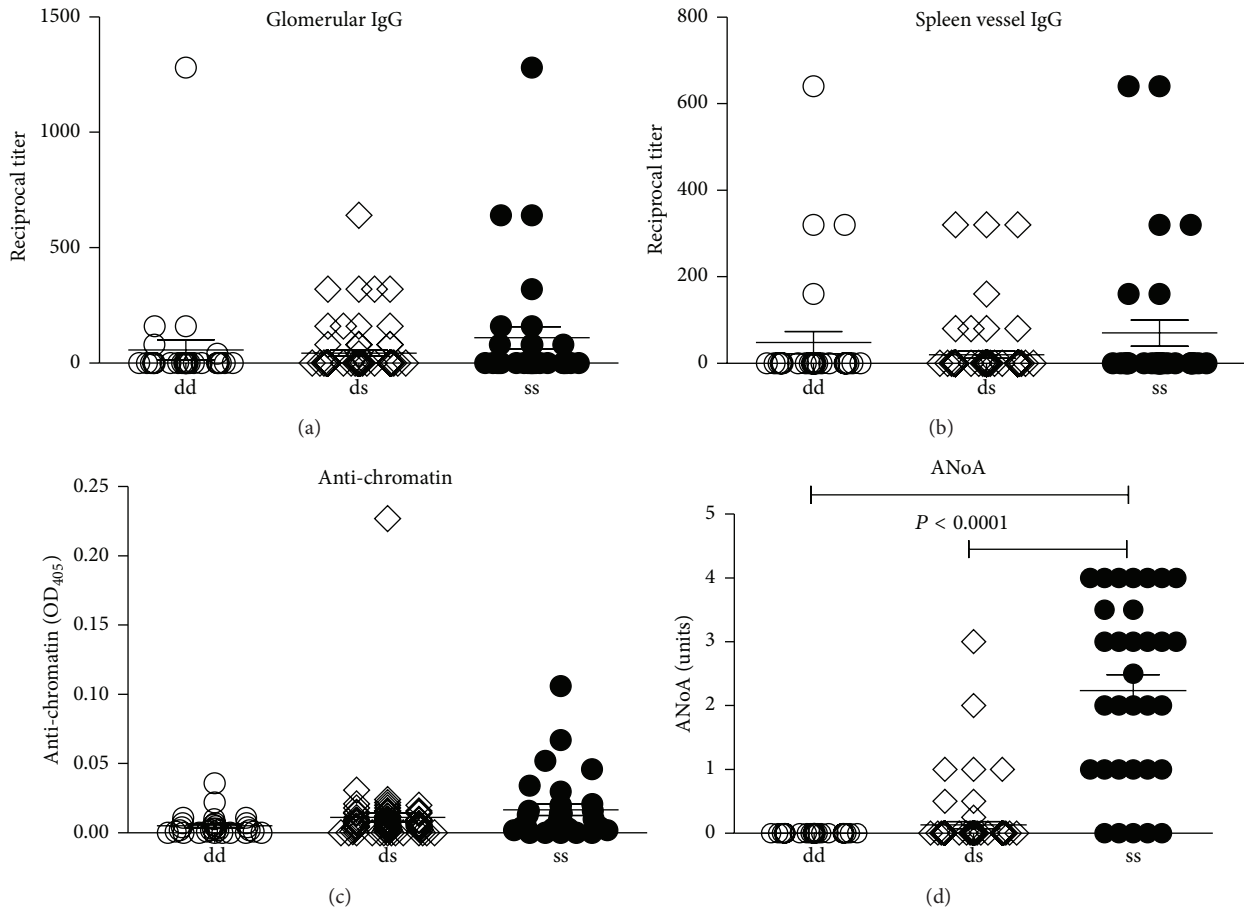 Glomerular IgG
1500
1000
500
0
Reciprocal titer
dd ds ss
(a)
Spleen vessel IgG
800
600
400
200
0
Reciprocal titer
dd ds ss
(b)
Anti-chromatin
0.25
0.20
0.15
0.10
0.05
0.00
Anti-chromatin (OD₄₀₅)
dd ds ss
(c)
ANoA
P < 0.0001
5
4
3
2
1
0
ANoA (units)
dd ds ss
(d)